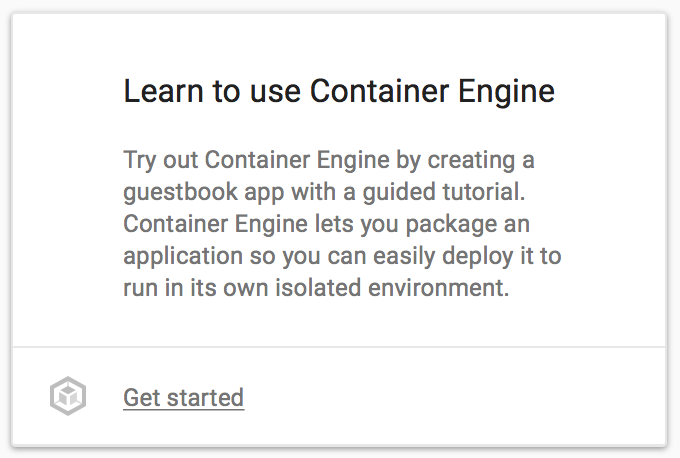 Learn to use Container Engine
Try out Container Engine by creating a
guestbook app with a guided tutorial.
Container Engine lets you package an
application so you can easily deploy it to
run in its own isolated environment.
Get started